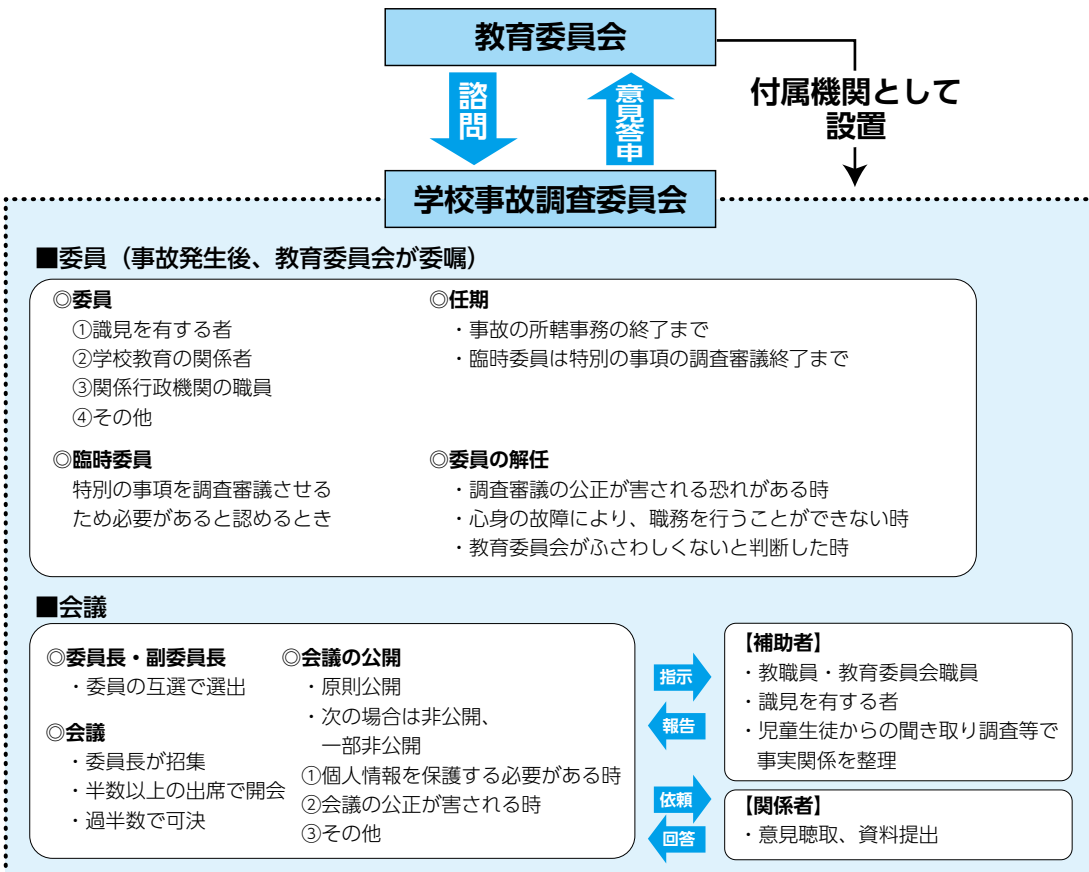 教育委員会
諮問
意見答申
付属機関として
設置
学校事故調査委員会
■委員（事故発生後、教育委員会が委嘱）
◎委員
①識見を有する者
②学校教育の関係者
③関係行政機関の職員
④その他
◎任期
・事故の所轄事務の終了まで
・臨時委員は特別の事項の調査審議終了まで
◎臨時委員
特別の事項を調査審議させる
ため必要があると認めるとき
◎委員の解任
・調査審議の公正が害される恐れがある時
・心身の故障により、職務を行うことができない時
・教育委員会がふさわしくないと判断した時
■会議
◎委員長・副委員長
・委員の互選で選出
◎会議
・委員長が招集
・半数以上の出席で開会
・過半数で可決
◎会議の公開
・原則公開
・次の場合は非公開、
一部非公開
①個人情報を保護する必要がある時
②会議の公正が害される時
③その他
指示
報告
【補助者】
・教職員・教育委員会職員
・識見を有する者
・児童生徒からの聞き取り調査等で
事実関係を整理
依頼
回答
【関係者】
・意見聴取、資料提出